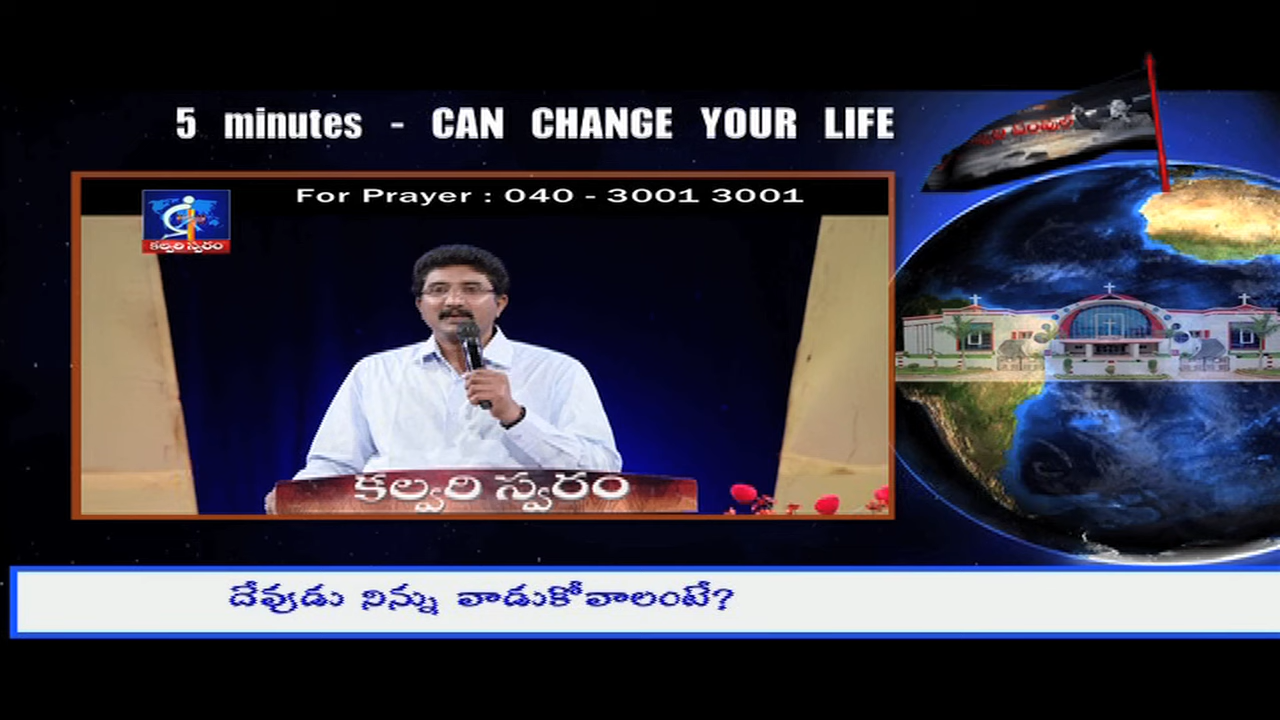 5 minutes - CAN CHANGE YOUR LIFE
For Prayer : 040 - 3001 3001
కల్వరి స్వరం
కల్వరి స్వరం
దేవుడు నిన్ను వాడుకోవాలంటే?